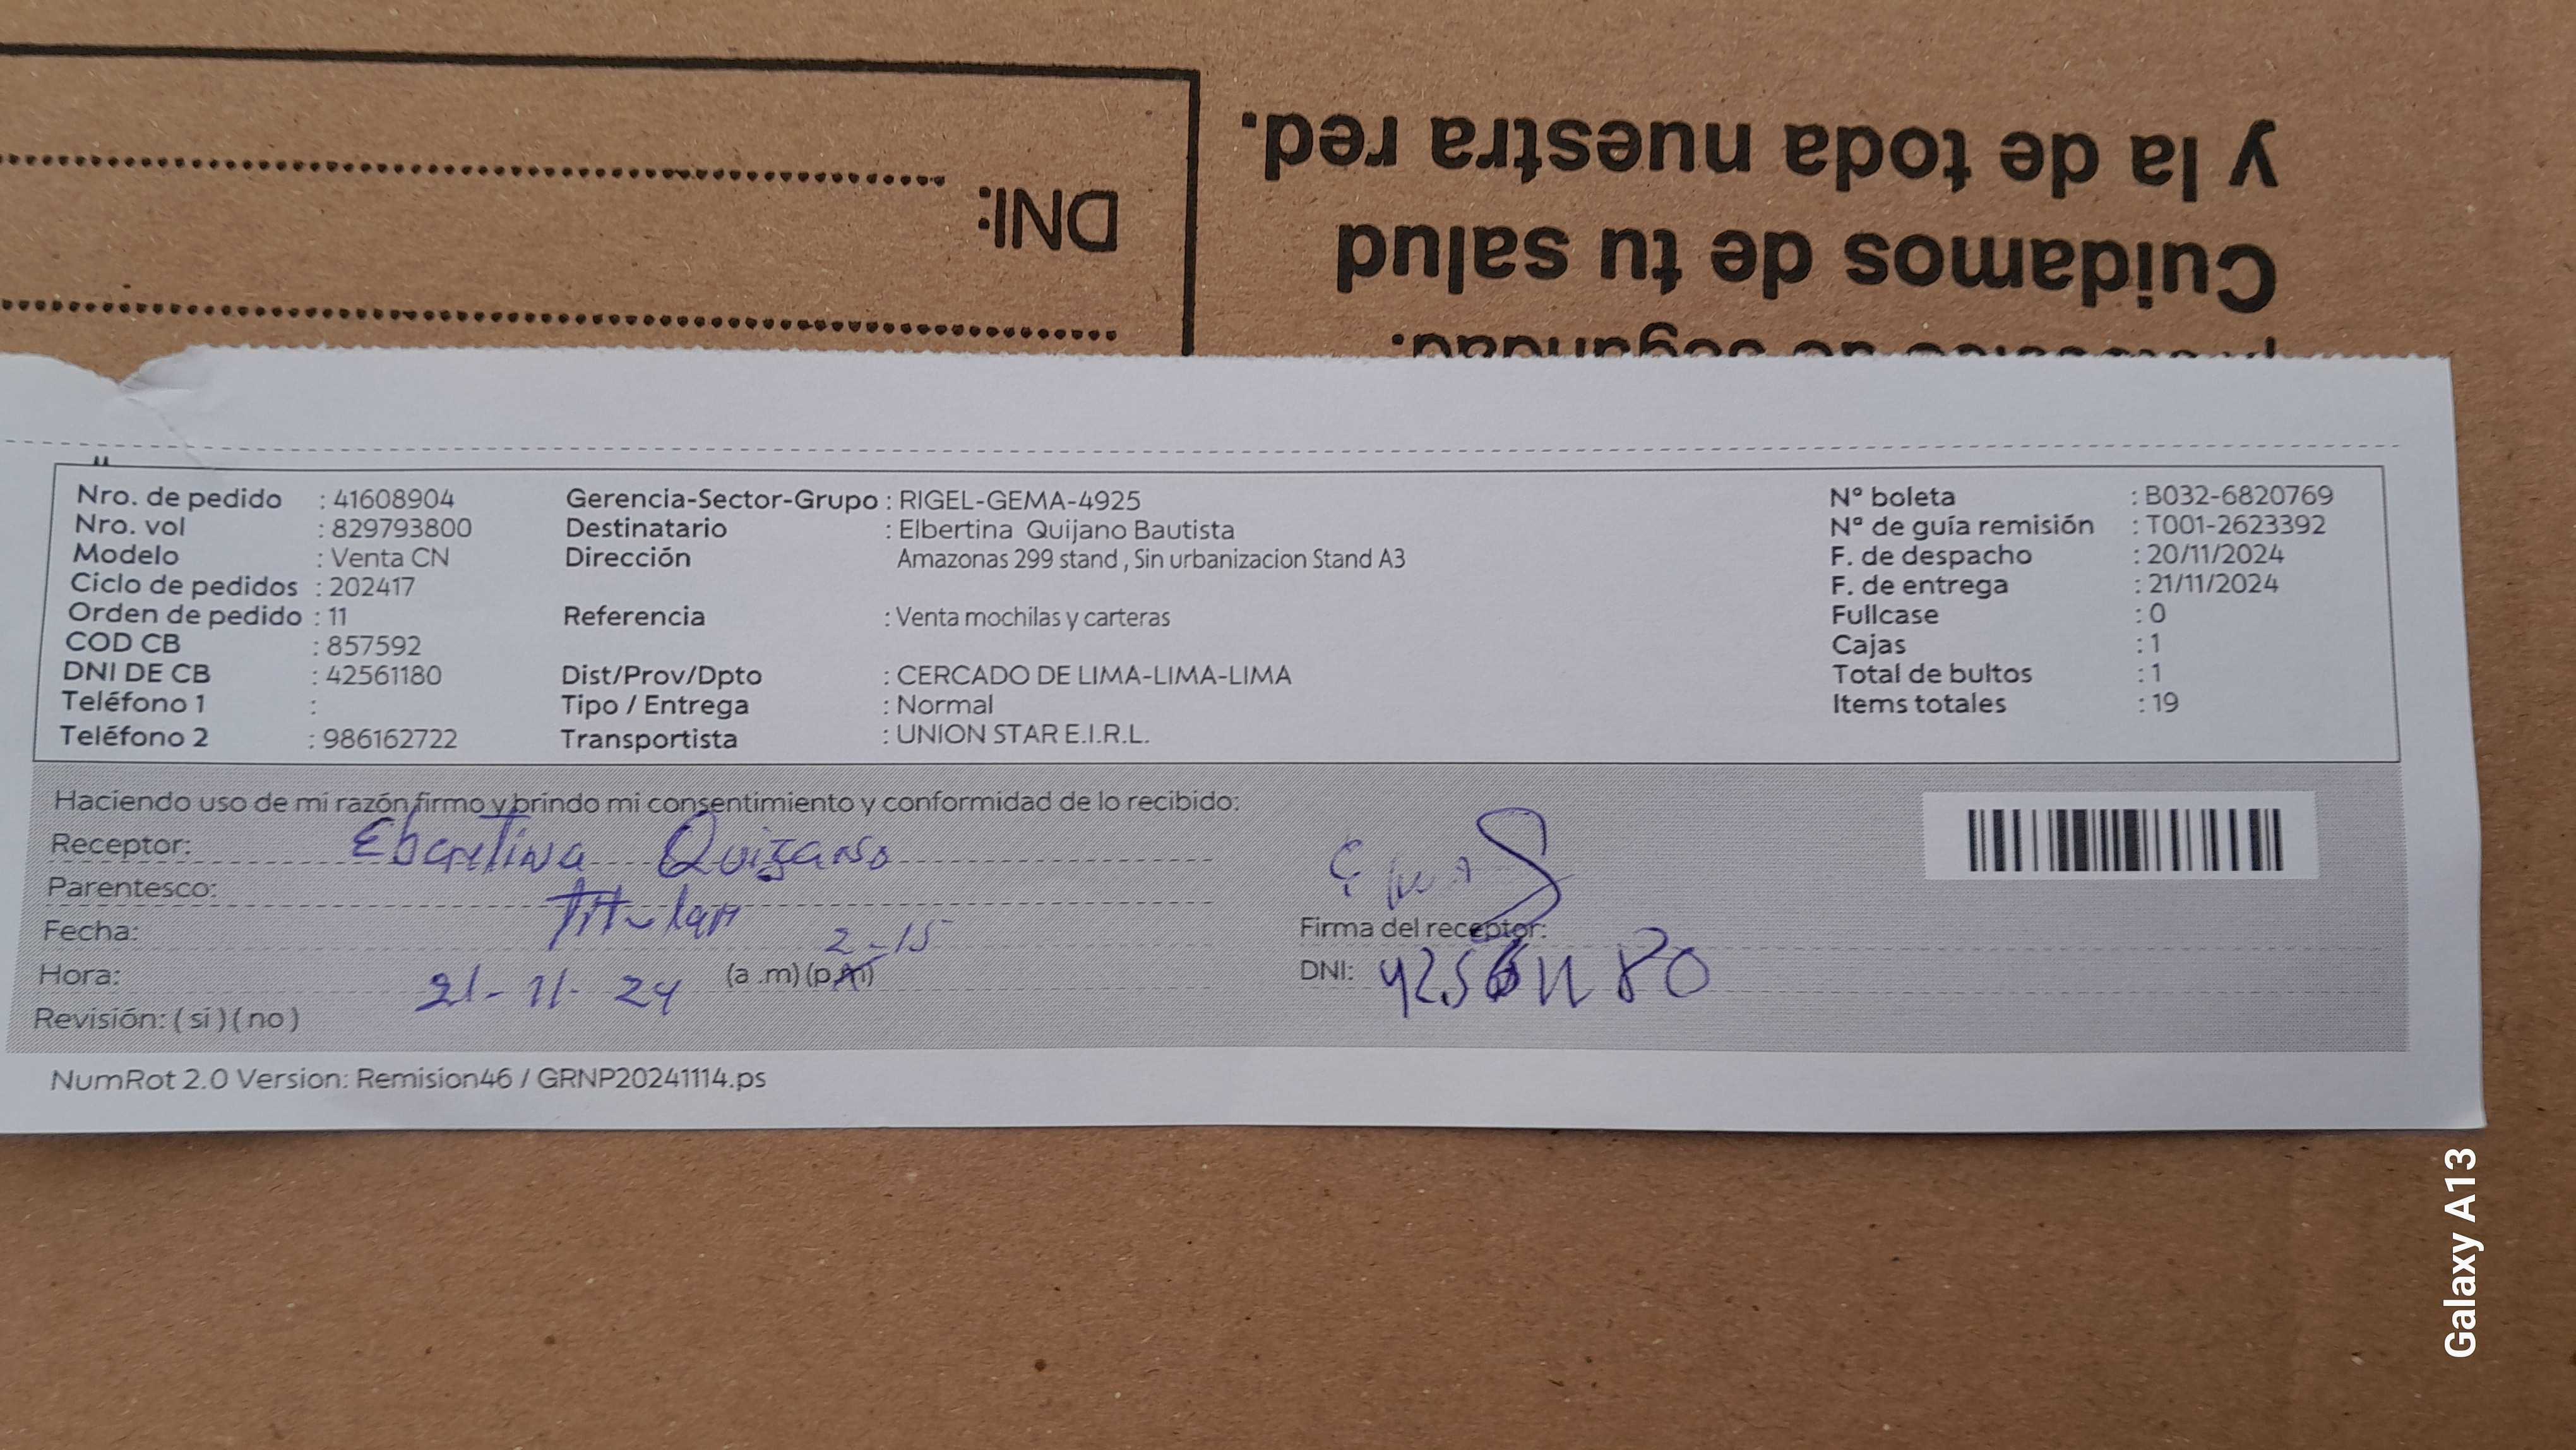 y la de toda nuestra red.
Cuidamos de tu salud
DNI:
Nro. de pedido : 41608904 Gerencia-Sector-Grupo : RIGEL-GEMA-4925 Nº boleta : B032-6820769
Nro. vol : 829793800 Destinatario : Elbertina Quijano Bautista Nº de guía remisión : T001-2623392
Modelo : Venta CN Dirección Amazonas 299 stand , Sin urbanizacion Stand A3 F. de despacho : 20/11/2024
Ciclo de pedidos : 202417 F. de entrega : 21/11/2024
Orden de pedido : 11 Referencia : Venta mochilas y carteras Fullcase : 0
COD CB : 857592 Cajas : 1
DNI DE CB : 42561180 Dist/Prov/Dpto : CERCADO DE LIMA-LIMA-LIMA Total de bultos : 1
Teléfono 1 : Tipo / Entrega : Normal Items totales : 19
Teléfono 2 : 986162722 Transportista : UNION STAR E.I.R.L.
Haciendo uso de mi razón firmo y brindo mi consentimiento y conformidad de lo recibido:
Receptor: Quijano
Parentesco: Titular
Fecha: 2-15 Firma del receptor:
Hora: 21-11-24 (a .m) (p.m) DNI: 42561180
Revisión: ( si ) ( no )
NumRot 2.0 Version: Remision46 / GRNP20241114.ps
Galaxy A13